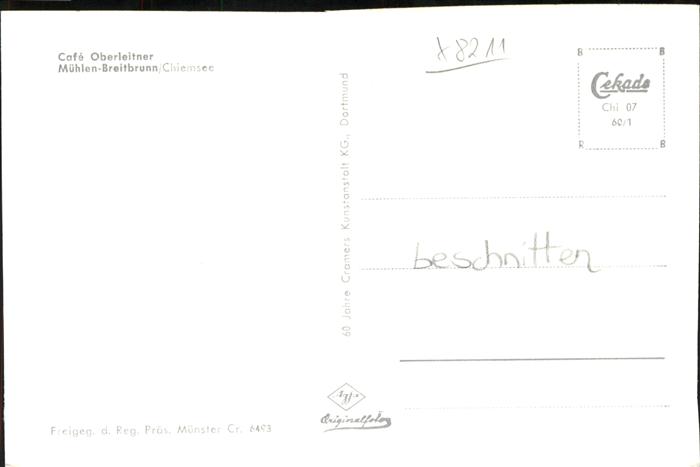 Café Oberleitner
Mühlen-Breitbrunn/Chiemsee
x 8211
B B
Cekade
Chi 07
60/1
R B
60 Jahre Cramers Kunstanstalt KG., Dortmund
beschnitten
Agfa
Originalfoto
Freigeg. d. Reg. Präs. Münster Cr. 6493